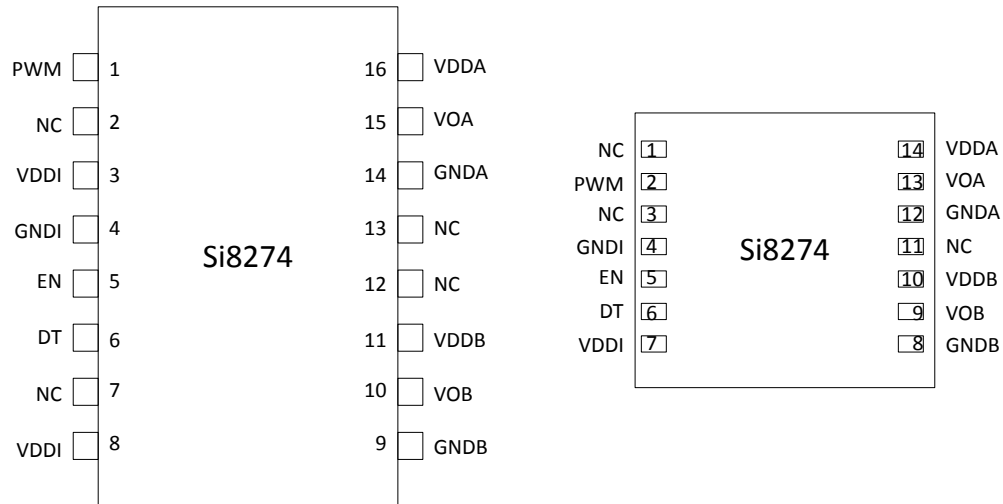 PWM 1 16 VDDA
NC 2 15 VOA
VDDI 3 14 GNDA
GNDI 4 13 NC
Si8274
EN 5 12 NC
DT 6 11 VDDB
NC 7 10 VOB
VDDI 8 9 GNDB
NC 1 14 VDDA
PWM 2 13 VOA
NC 3 12 GNDA
GNDI 4 Si8274 11 NC
EN 5 10 VDDB
DT 6 9 VOB
VDDI 7 8 GNDB